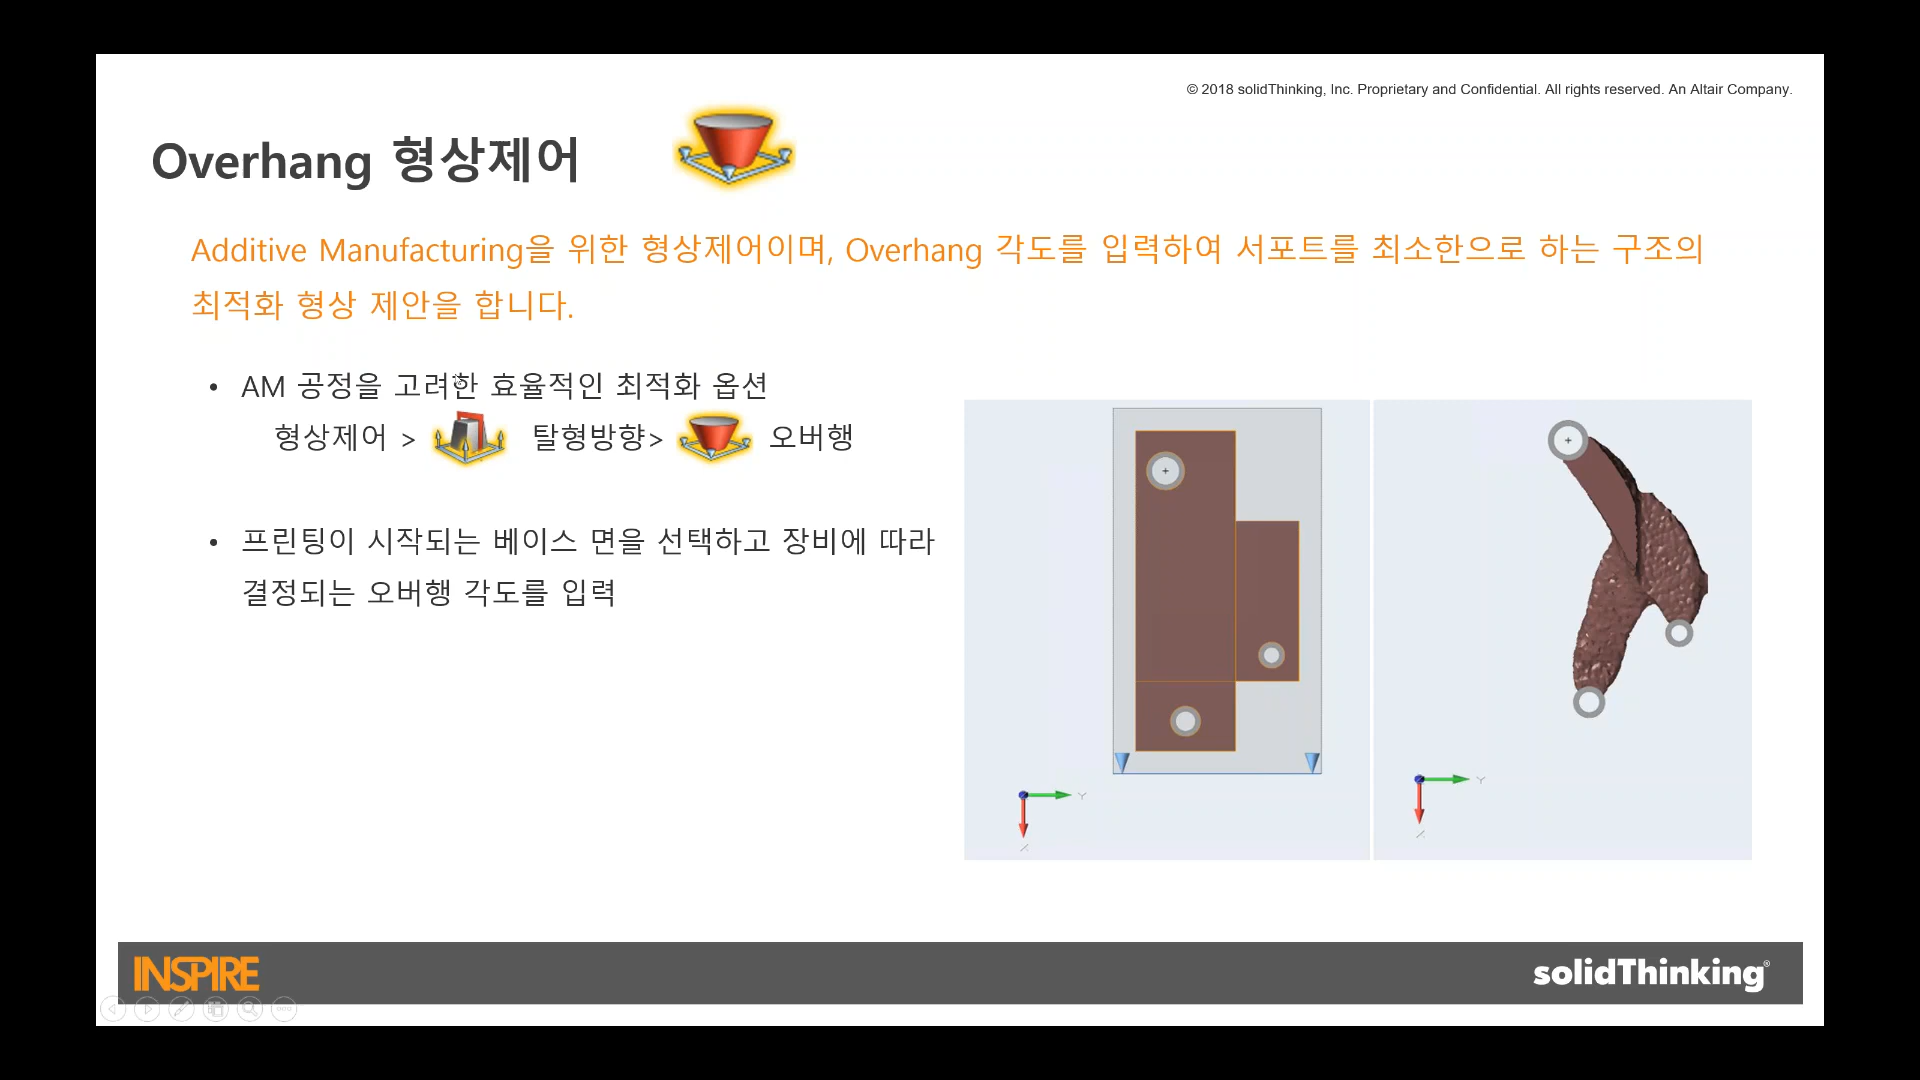 © 2018 solidThinking, Inc. Proprietary and Confidential. All rights reserved. An Altair Company.
Overhang 형상제어
Additive Manufacturing을 위한 형상제어이며, Overhang 각도를 입력하여 서포트를 최소한으로 하는 구조의
최적화 형상 제안을 합니다.
• AM 공정을 고려한 효율적인 최적화 옵션
형상제어 > 탈형방향> 오버행
• 프린팅이 시작되는 베이스 면을 선택하고 장비에 따라
결정되는 오버행 각도를 입력
Y
Y
INSPIRE
solidThinking®